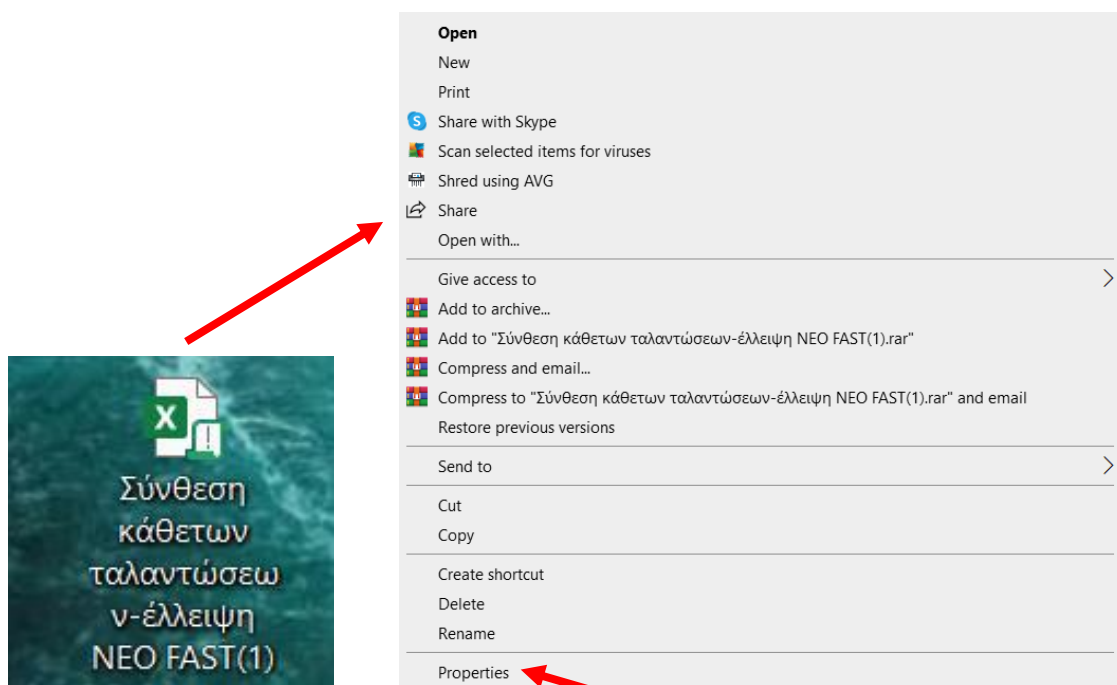 Open
New
Print
Share with Skype
Scan selected items for viruses
Shred using AVG
Share
Open with...
Give access to
Add to archive...
Add to "Σύνθεση κάθετων ταλαντώσεων-έλλειψη NEO FAST(1).rar"
Compress and email...
Compress to "Σύνθεση κάθετων ταλαντώσεων-έλλειψη NEO FAST(1).rar" and email
Restore previous versions
Send to
Cut
Copy
Create shortcut
Delete
Rename
Properties
X
Σύνθεση
κάθετων
ταλαντώσεω
ν-έλλειψη
NEO FAST(1)